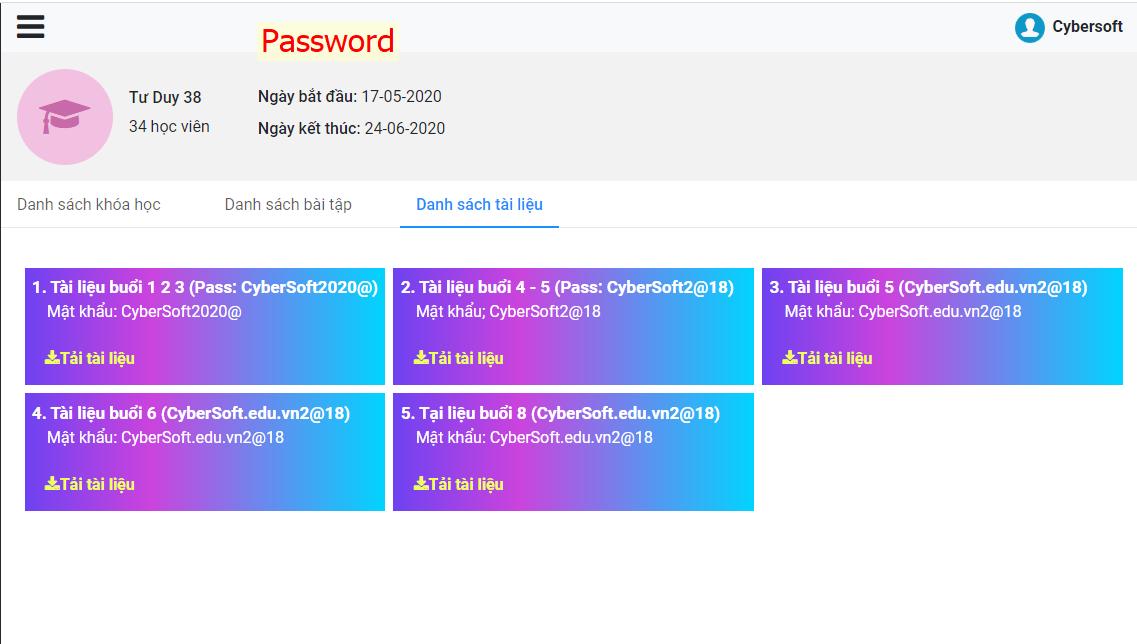 Password
Cybersoft
Tư Duy 38
34 học viên
Ngày bắt đầu: 17-05-2020
Ngày kết thúc: 24-06-2020
Danh sách khóa học
Danh sách bài tập
Danh sách tài liệu
1. Tài liệu buổi 1 2 3 (Pass: CyberSoft2020@)
Mật khẩu: CyberSoft2020@
Tải tài liệu
2. Tài liệu buổi 4 - 5 (Pass: CyberSoft2@18)
Mật khẩu; CyberSoft2@18
Tải tài liệu
3. Tài liệu buổi 5 (CyberSoft.edu.vn2@18)
Mật khẩu: CyberSoft.edu.vn2@18
Tải tài liệu
4. Tài liệu buổi 6 (CyberSoft.edu.vn2@18)
Mật khẩu: CyberSoft.edu.vn2@18
Tải tài liệu
5. Tại liệu buổi 8 (CyberSoft.edu.vn2@18)
Mật khẩu: CyberSoft.edu.vn2@18
Tải tài liệu